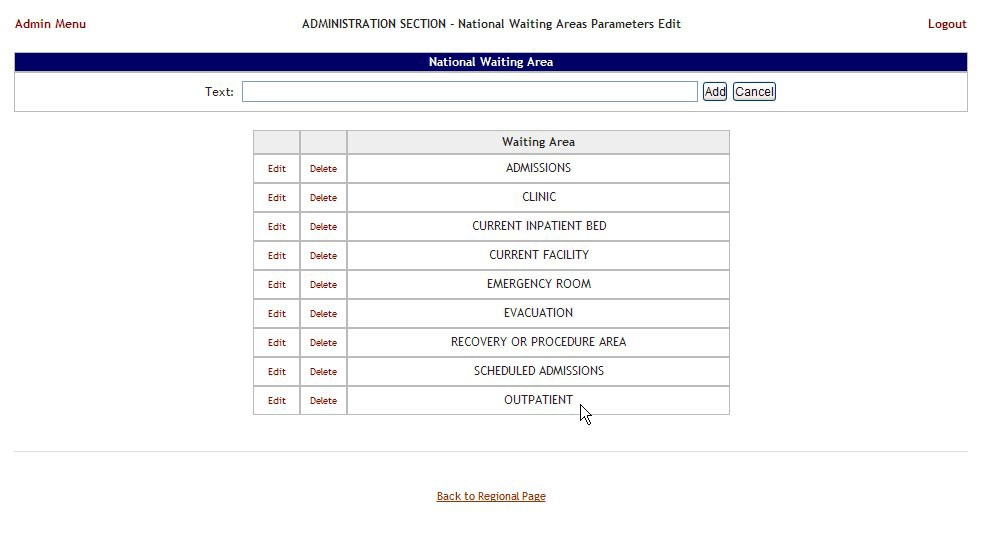 Admin Menu ADMINISTRATION SECTION - National Waiting Areas Parameters Edit Logout
National Waiting Area
Text: Add Cancel
Waiting Area
Edit Delete ADMISSIONS
Edit Delete CLINIC
Edit Delete CURRENT INPATIENT BED
Edit Delete CURRENT FACILITY
Edit Delete EMERGENCY ROOM
Edit Delete EVACUATION
Edit Delete RECOVERY OR PROCEDURE AREA
Edit Delete SCHEDULED ADMISSIONS
Edit Delete OUTPATIENT
Back to Regional Page